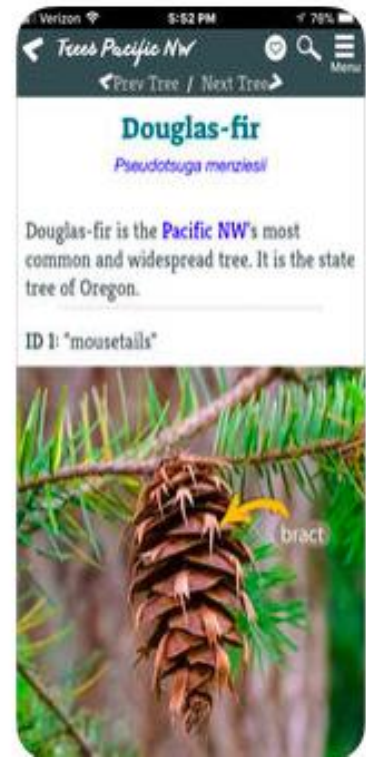 Verizon 5:52 PM 76%
Trees Pacific NW
Menu
Prev Tree / Next Tree
Douglas-fir
Pseudotsuga menziesii
Douglas-fir is the Pacific NW's most
common and widespread tree. It is the state
tree of Oregon.
ID 1: "mousetails"
bract